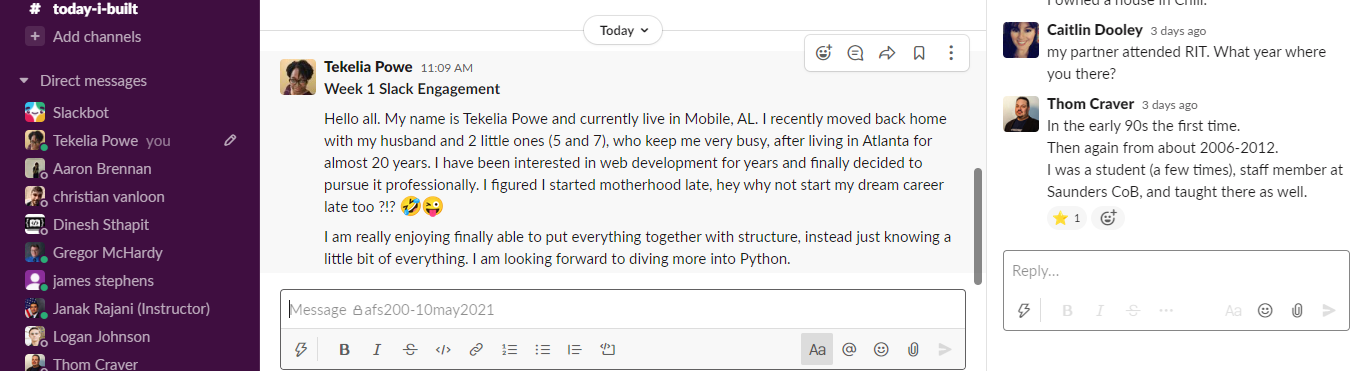 # today-i-built
+ Add channels
Direct messages
Slackbot
Tekelia Powe you
Aaron Brennan
christian vanloon
Dinesh Sthapit
Gregor McHardy
james stephens
Janak Rajani (Instructor)
Logan Johnson
Thom Craver
Today
Tekelia Powe 11:09 AM
Week 1 Slack Engagement
Hello all. My name is Tekelia Powe and currently live in Mobile, AL. I recently moved back home
with my husband and 2 little ones (5 and 7), who keep me very busy, after living in Atlanta for
almost 20 years. I have been interested in web development for years and finally decided to
pursue it professionally. I figured I started motherhood late, hey why not start my dream career
late too ?!? 🤣😜
I am really enjoying finally able to put everything together with structure, instead just knowing a
little bit of everything. I am looking forward to diving more into Python.
Message afs200-10may2021
B I S </>
Aa @
I owned a house in Chili.
Caitlin Dooley 3 days ago
my partner attended RIT. What year where
you there?
Thom Craver 3 days ago
In the early 90s the first time.
Then again from about 2006-2012.
I was a student (a few times), staff member at
Saunders CoB, and taught there as well.
⭐ 1
Reply...
B I S ... Aa